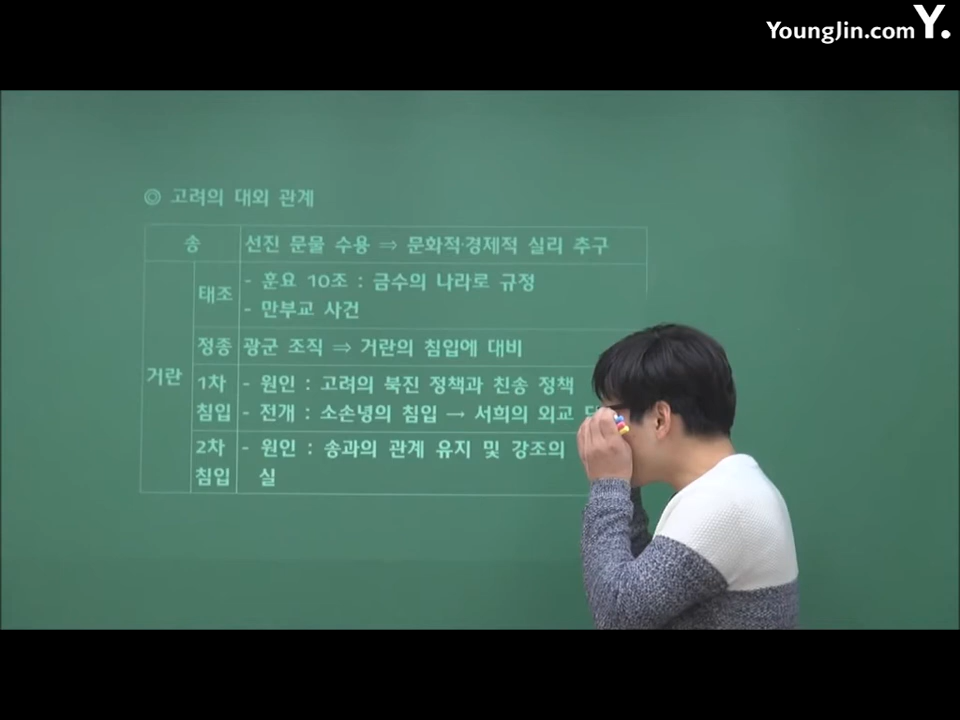 YoungJin.com Y.
◎ 고려의 대외 관계
송 선진 문물 수용 ⇒ 문화적·경제적 실리 추구
거란
태조
- 훈요 10조 : 금수의 나라로 규정
- 만부교 사건
정종 광군 조직 ⇒ 거란의 침입에 대비
1차 침입
- 원인 : 고려의 북진 정책과 친송 정책
- 전개 : 소손녕의 침입 → 서희의 외교
2차 침입
- 원인 : 송과의 관계 유지 및 강조의
실